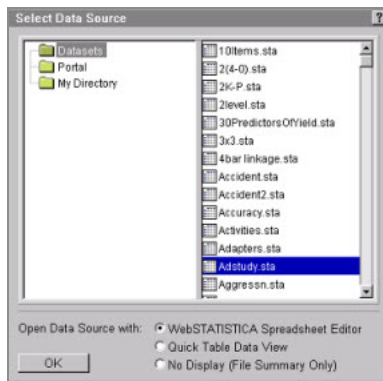 Select Data Source
?
Datasets
Portal
My Directory
10Items.sta
2(4-0).sta
2K-P.sta
2level.sta
30PredictorsOfYield.sta
3x3.sta
4bar linkage.sta
Accident.sta
Accident2.sta
Accuracy.sta
Activities.sta
Adapters.sta
Adstudy.sta
Aggressn.sta
Open Data Source with:
WebSTATISTICA Spreadsheet Editor
Quick Table Data View
No Display (File Summary Only)
OK